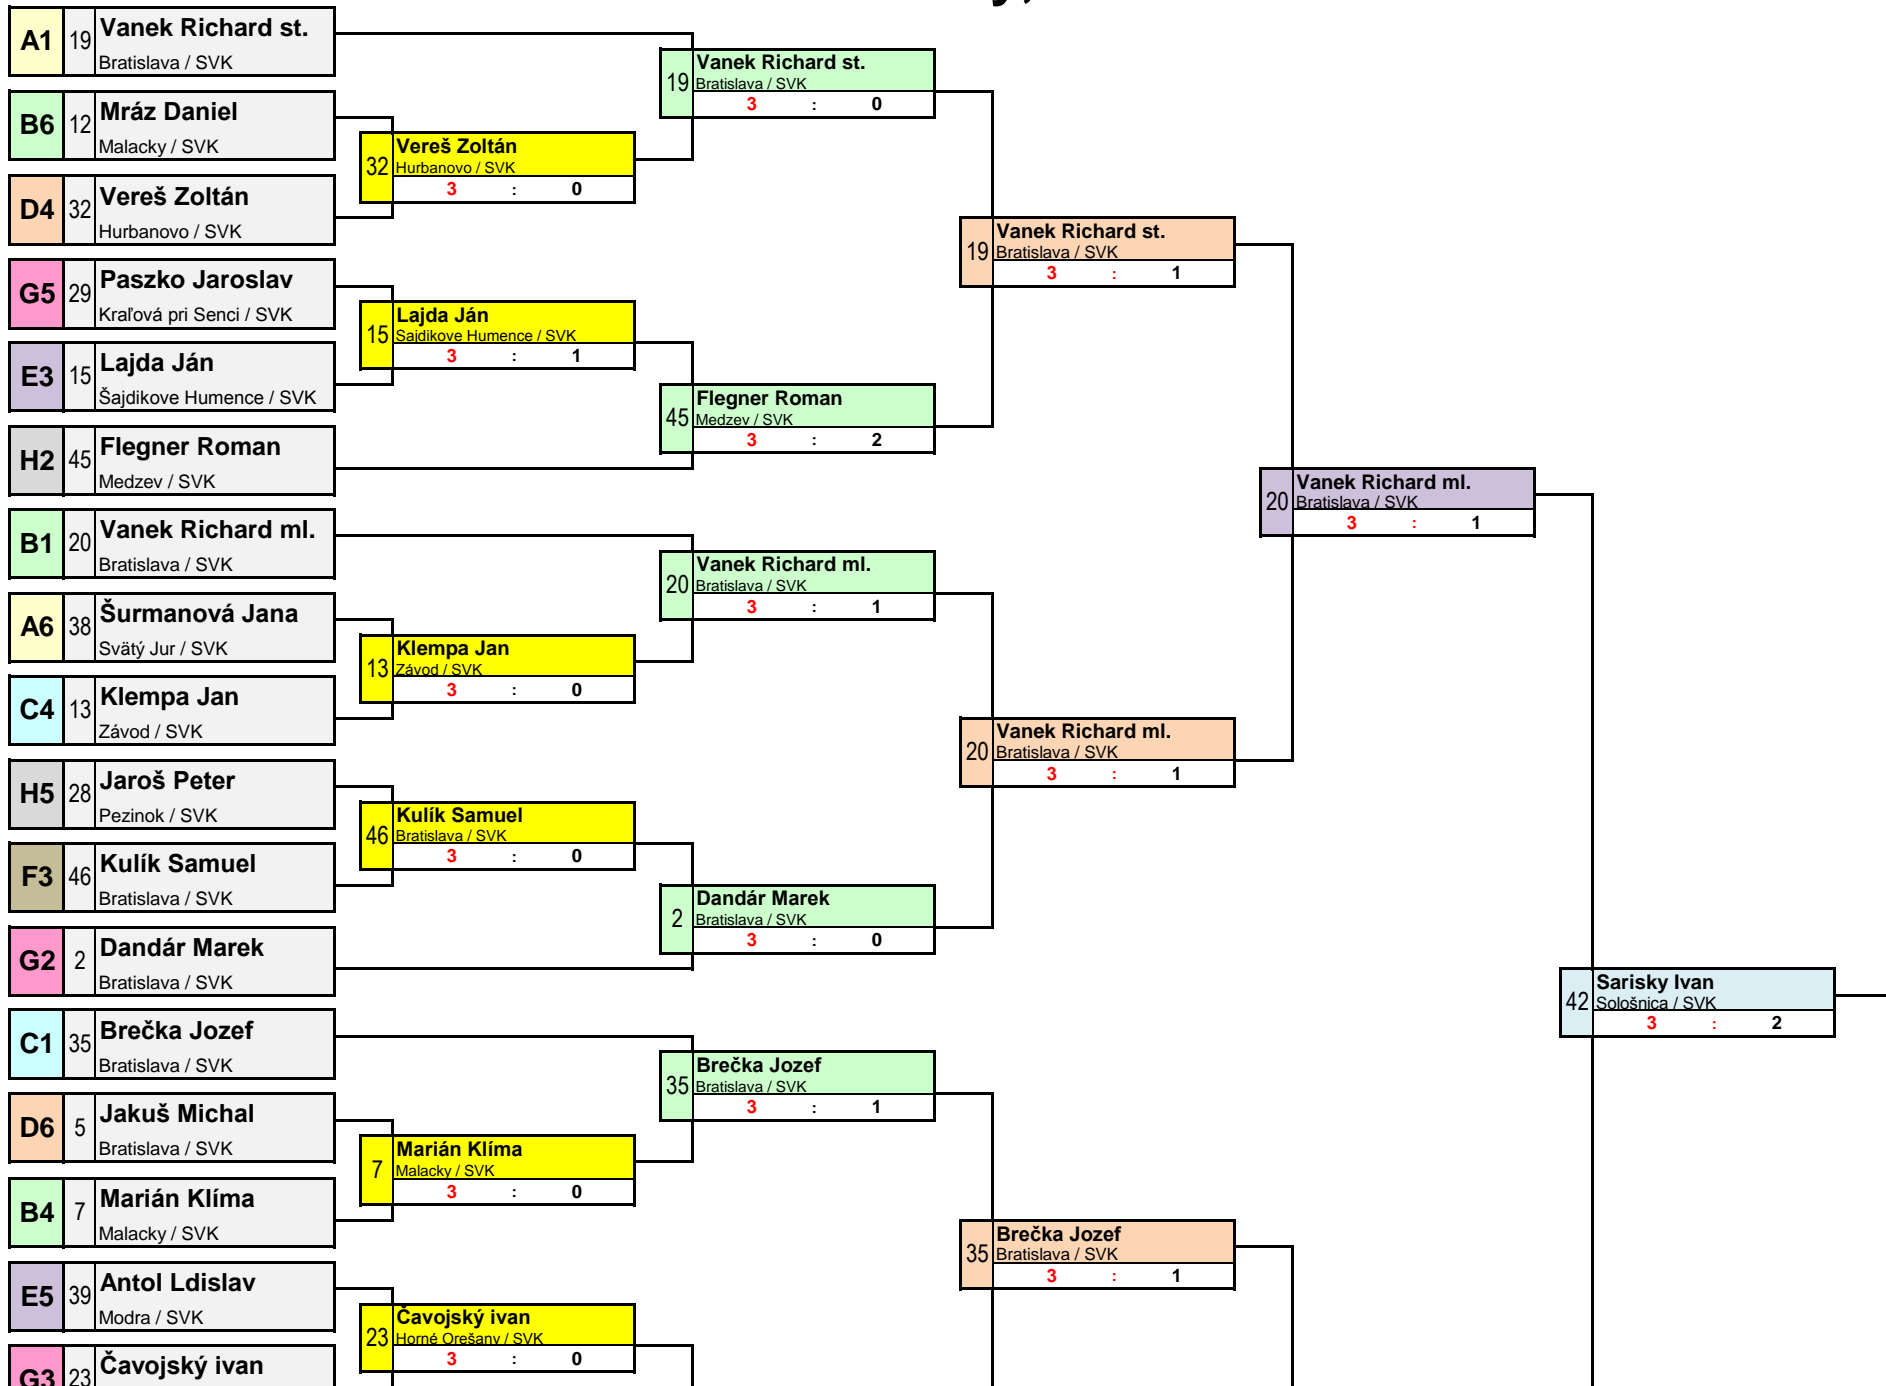 A1 19 Vanek Richard st.
Bratislava / SVK
B6 12 Mráz Daniel
Malacky / SVK
D4 32 Vereš Zoltán
Hurbanovo / SVK
G5 29 Paszko Jaroslav
Kraľová pri Senci / SVK
E3 15 Lajda Ján
Šajdikove Humence / SVK
H2 45 Flegner Roman
Medzev / SVK
B1 20 Vanek Richard ml.
Bratislava / SVK
A6 38 Šurmanová Jana
Svätý Jur / SVK
C4 13 Klempa Jan
Závod / SVK
H5 28 Jaroš Peter
Pezinok / SVK
F3 46 Kulík Samuel
Bratislava / SVK
G2 2 Dandár Marek
Bratislava / SVK
C1 35 Brečka Jozef
Bratislava / SVK
D6 5 Jakuš Michal
Bratislava / SVK
B4 7 Marián Klíma
Malacky / SVK
E5 39 Antol Ldislav
Modra / SVK
G3 23 Čavojský ivan
32 Vereš Zoltán
Hurbanovo / SVK
3 : 0
15 Lajda Ján
Sajdikove Humence / SVK
3 : 1
13 Klempa Jan
Závod / SVK
3 : 0
46 Kulík Samuel
Bratislava / SVK
3 : 0
7 Marián Klíma
Malacky / SVK
3 : 0
23 Čavojský ivan
Horné Orešany / SVK
3 : 0
19 Vanek Richard st.
Bratislava / SVK
3 : 0
45 Flegner Roman
Medzev / SVK
3 : 2
20 Vanek Richard ml.
Bratislava / SVK
3 : 1
2 Dandár Marek
Bratislava / SVK
3 : 0
35 Brečka Jozef
Bratislava / SVK
3 : 1
19 Vanek Richard st.
Bratislava / SVK
3 : 1
20 Vanek Richard ml.
Bratislava / SVK
3 : 1
35 Brečka Jozef
Bratislava / SVK
3 : 1
20 Vanek Richard ml.
Bratislava / SVK
3 : 1
42 Sarisky Ivan
Sološnica / SVK
3 : 2